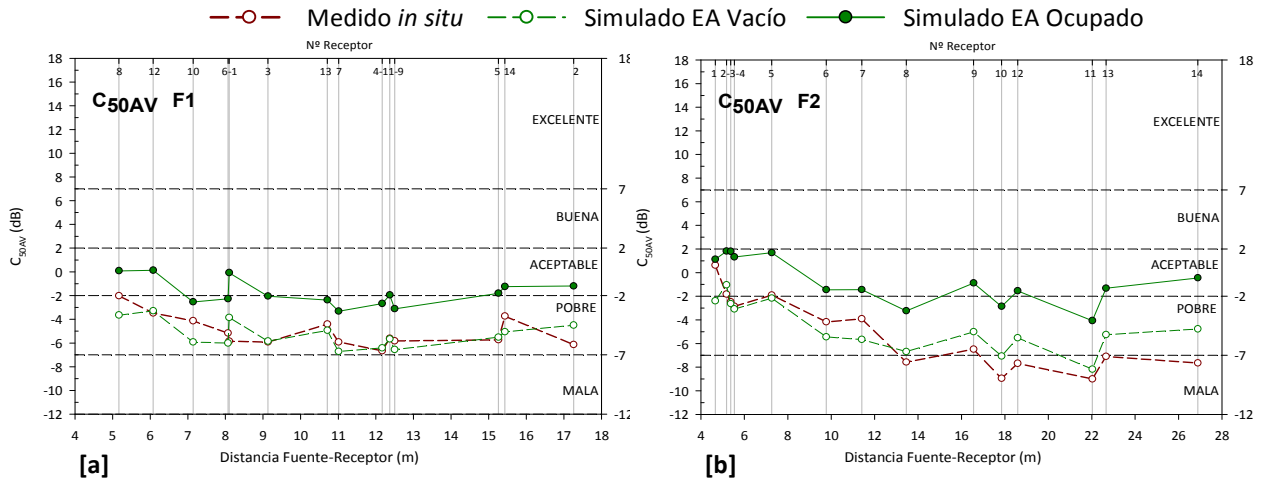 Medido in situ Simulado EA Vacío Simulado EA Ocupado
Nº Receptor
8 12 10 6-1 3 13 7 4-11-9 5 14 2
C50AV F1
18
16
14
12
10
8
6
4
2
0
-2
-4
-6
-8
-10
-12
C50AV (dB)
EXCELENTE
BUENA
ACEPTABLE
POBRE
MALA
18
7
2
-2
-7
-12
4 5 6 7 8 9 10 11 12 13 14 15 16 17 18
Distancia Fuente-Receptor (m)
[a]
Nº Receptor
1 2-3-4 5 6 7 8 9 10 12 11 13 14
C50AV F2
18
16
14
12
10
8
6
4
2
0
-2
-4
-6
-8
-10
-12
C50AV (dB)
EXCELENTE
BUENA
ACEPTABLE
POBRE
MALA
18
7
2
-2
-7
-12
4 6 8 10 12 14 16 18 20 22 24 26 28
Distancia Fuente-Receptor (m)
[b]